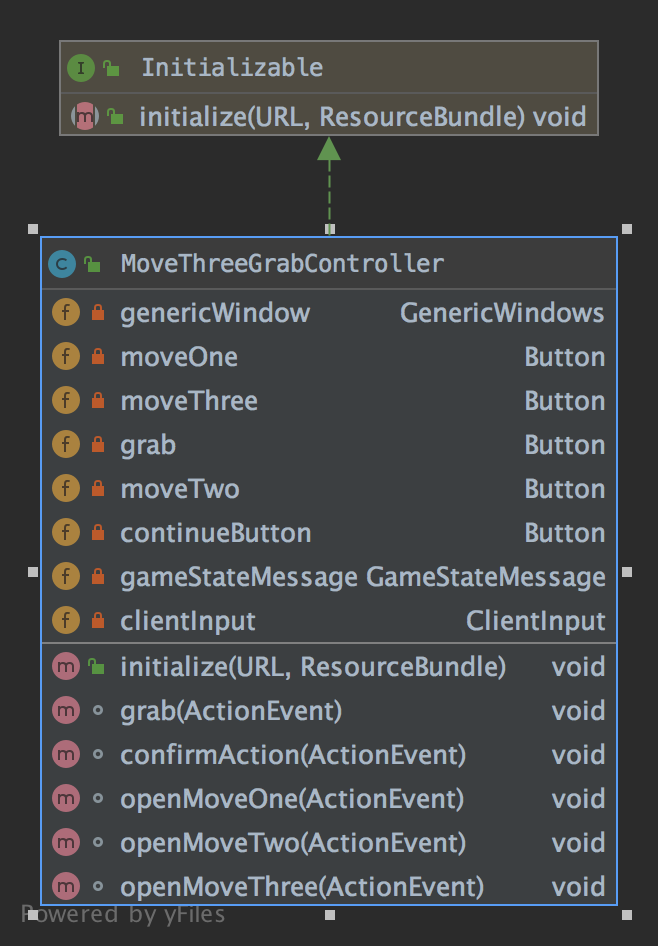 I Initializable
m initialize(URL, ResourceBundle) void
C MoveThreeGrabController
f genericWindow GenericWindows
f moveOne Button
f moveThree Button
f grab Button
f moveTwo Button
f continueButton Button
f gameStateMessage GameStateMessage
f clientInput ClientInput
m initialize(URL, ResourceBundle) void
m grab(ActionEvent) void
m confirmAction(ActionEvent) void
m openMoveOne(ActionEvent) void
m openMoveTwo(ActionEvent) void
m openMoveThree(ActionEvent) void
Powered by yFiles